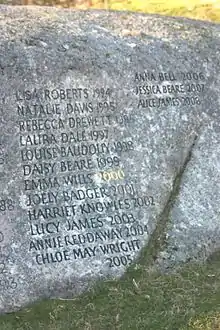 LISA ROBERTS 1994
NATALIE DAVIS 1995
REBECCA DREWETT 1996
LAURA DALE 1997
LOUISE BAUDOUY 1998
DAISY BEARE 1999
EMMA WILLS 2000
JOELY BADGER 2001
HARRIET KNOWLES 2002
LUCY JAMES 2003
ANNIE REDDAWAY 2004
CHLOE MAY WRIGHT
2005
ANNA BELL 2006
JESSICA BEARE 2007
ALICE JAMES 2008